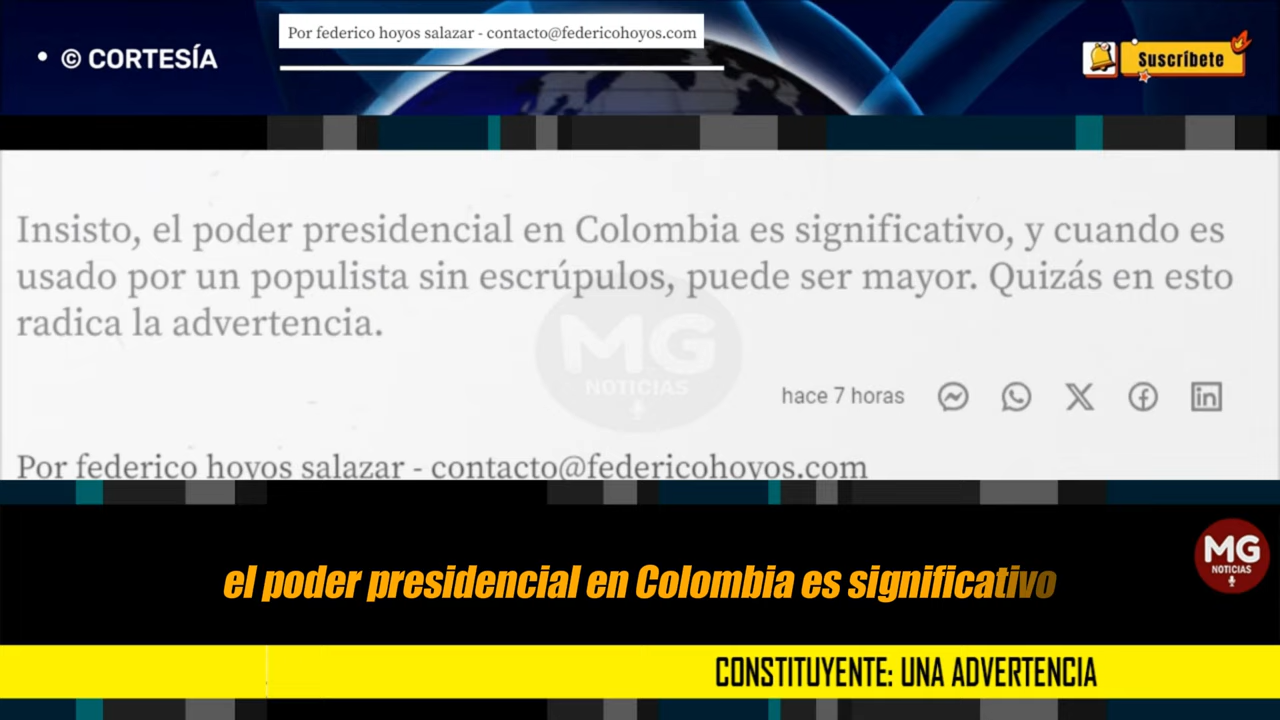 • © CORTESÍA
Por federico hoyos salazar - contacto@federicohoyos.com
Suscríbete
Insisto, el poder presidencial en Colombia es significativo, y cuando es
usado por un populista sin escrúpulos, puede ser mayor. Quizás en esto
radica la advertencia.
MG
NOTICIAS
hace 7 horas
Por federico hoyos salazar - contacto@federicohoyos.com
el poder presidencial en Colombia es significativo
MG
NOTICIAS
CONSTITUYENTE: UNA ADVERTENCIA